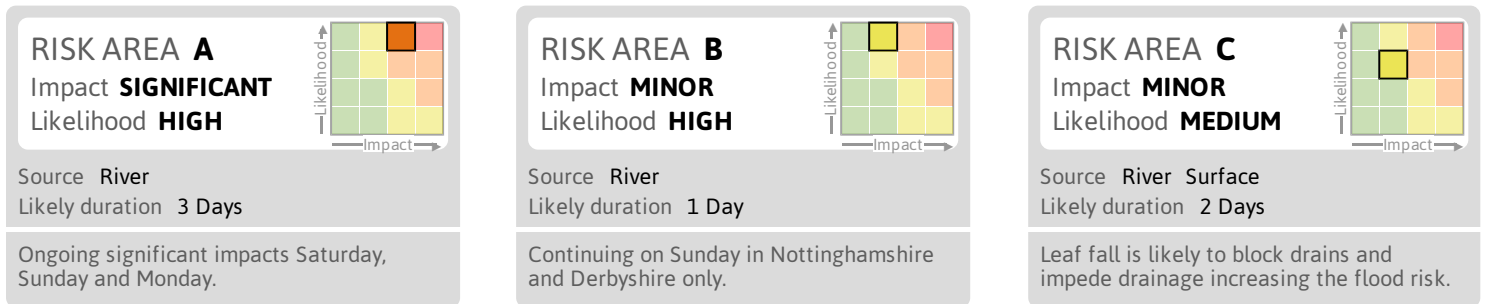 RISK AREA A
Impact SIGNIFICANT
Likelihood HIGH
Likelihood
Impact
Source River
Likely duration 3 Days
Ongoing significant impacts Saturday,
Sunday and Monday.
RISK AREA B
Impact MINOR
Likelihood HIGH
Likelihood
Impact
Source River
Likely duration 1 Day
Continuing on Sunday in Nottinghamshire
and Derbyshire only.
RISK AREA C
Impact MINOR
Likelihood MEDIUM
Likelihood
Impact
Source River Surface
Likely duration 2 Days
Leaf fall is likely to block drains and
impede drainage increasing the flood risk.